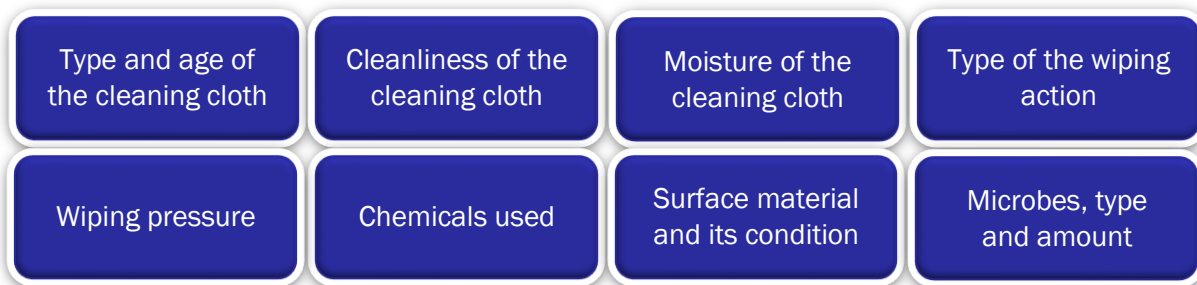 Type and age of
the cleaning cloth
Cleanliness of the
cleaning cloth
Moisture of the
cleaning cloth
Type of the wiping
action
Wiping pressure
Chemicals used
Surface material
and its condition
Microbes, type
and amount